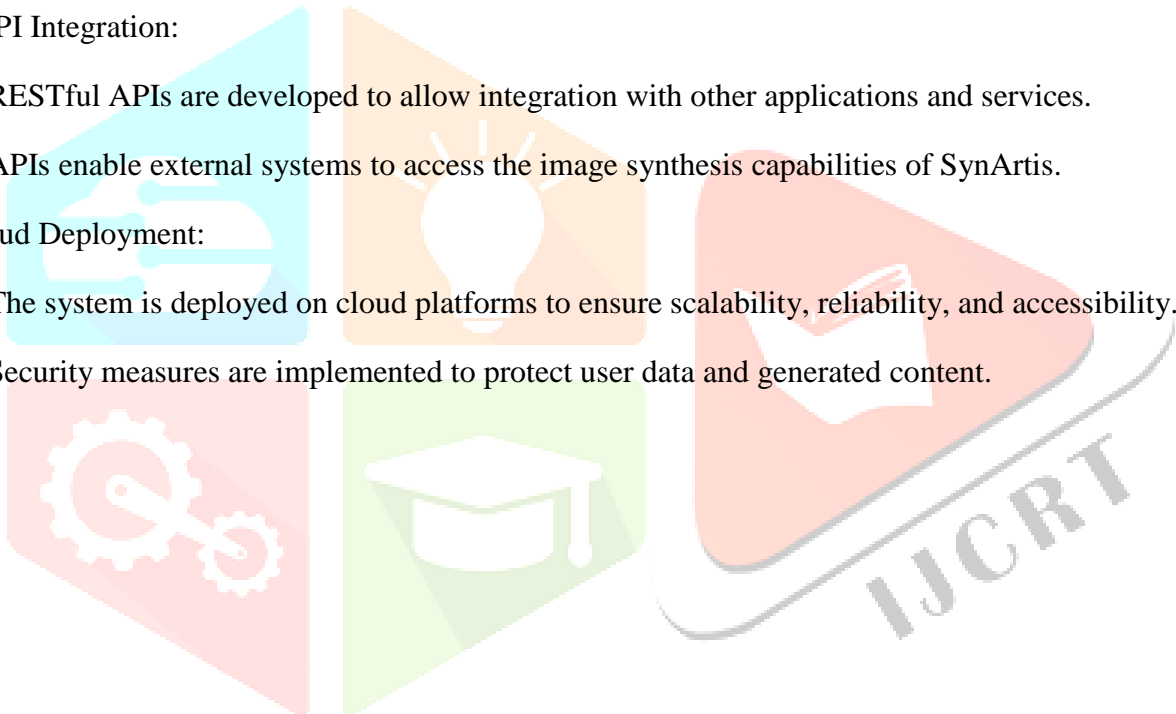 PI Integration:
RESTful APIs are developed to allow integration with other applications and services.
APIs enable external systems to access the image synthesis capabilities of SynArtis.
ud Deployment:
The system is deployed on cloud platforms to ensure scalability, reliability, and accessibility.
Security measures are implemented to protect user data and generated content.
IJCRT